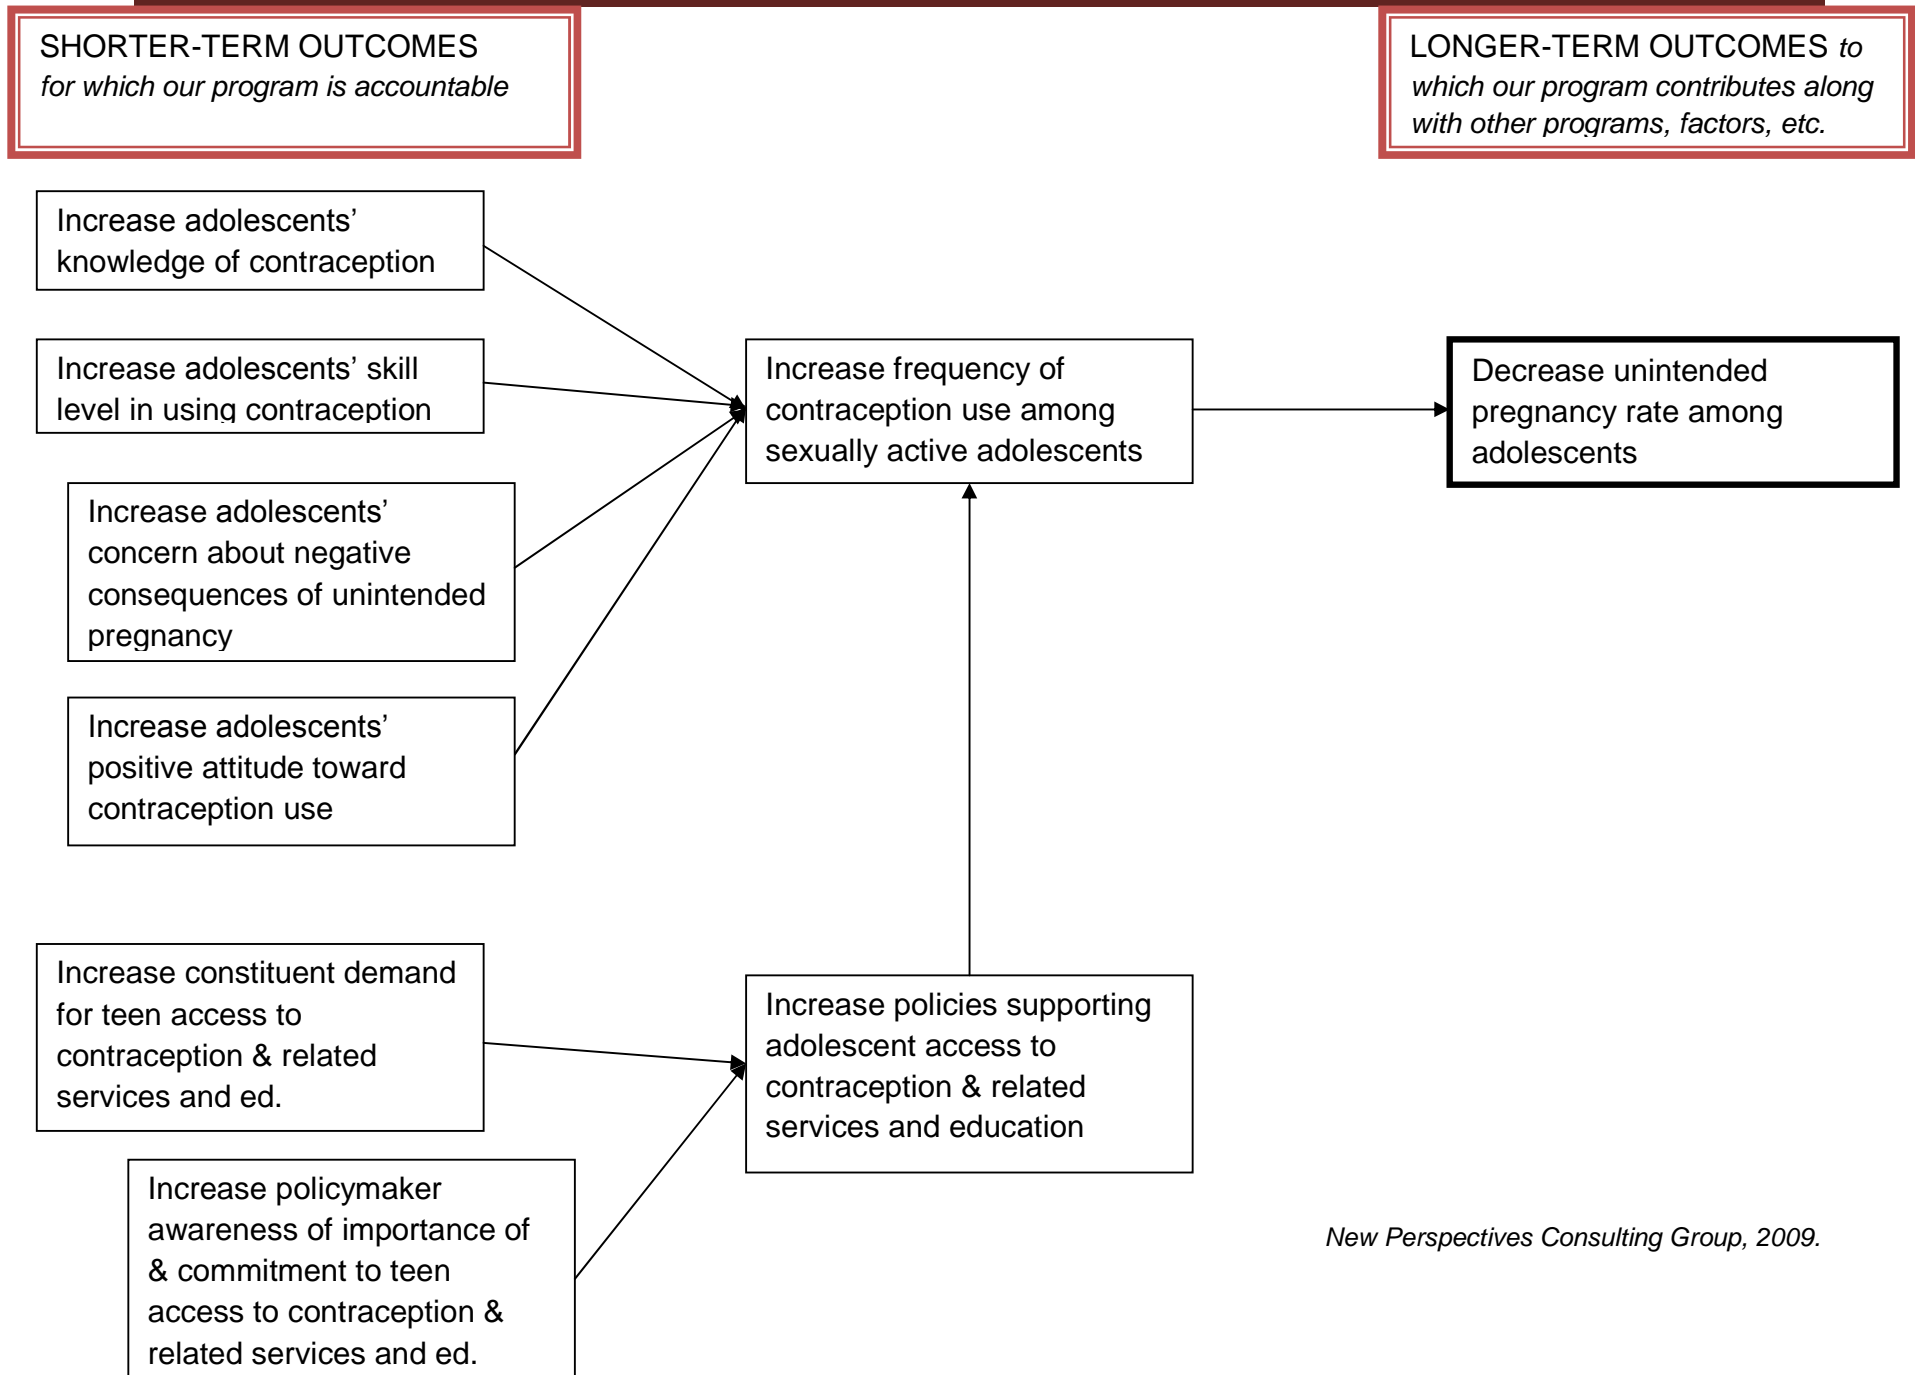 SHORTER-TERM OUTCOMES
for which our program is accountable
LONGER-TERM OUTCOMES to
which our program contributes along
with other programs, factors, etc.
Increase adolescents’
knowledge of contraception
Increase adolescents’ skill
level in using contraception
Increase adolescents’
concern about negative
consequences of unintended
pregnancy
Increase adolescents’
positive attitude toward
contraception use
Increase frequency of
contraception use among
sexually active adolescents
Decrease unintended
pregnancy rate among
adolescents
Increase constituent demand
for teen access to
contraception & related
services and ed.
Increase policymaker
awareness of importance of
& commitment to teen
access to contraception &
related services and ed.
Increase policies supporting
adolescent access to
contraception & related
services and education
New Perspectives Consulting Group, 2009.